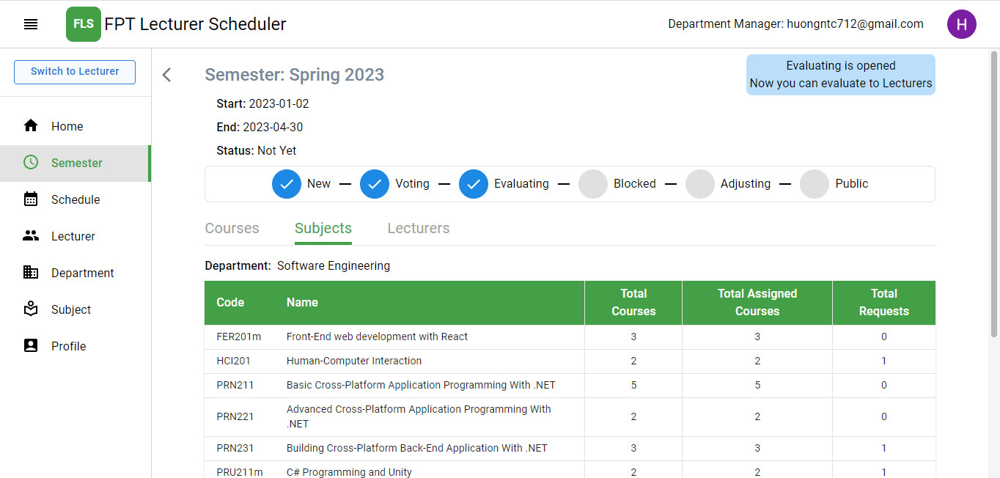 FLS FPT Lecturer Scheduler
Department Manager: huongntc712@gmail.com
H
Switch to Lecturer
Home
Semester
Schedule
Lecturer
Department
Subject
Profile
Semester: Spring 2023
Evaluating is opened
Now you can evaluate to Lecturers
Start: 2023-01-02
End: 2023-04-30
Status: Not Yet
New — Voting — Evaluating — Blocked — Adjusting — Public
Courses Subjects Lecturers
Department: Software Engineering
Code Name Total Courses Total Assigned Courses Total Requests
FER201m Front-End web development with React 3 3 0
HCI201 Human-Computer Interaction 2 2 1
PRN211 Basic Cross-Platform Application Programming With .NET 5 5 0
PRN221 Advanced Cross-Platform Application Programming With .NET 2 2 0
PRN231 Building Cross-Platform Back-End Application With .NET 3 3 1
PRU211m C# Programming and Unity 2 2 1